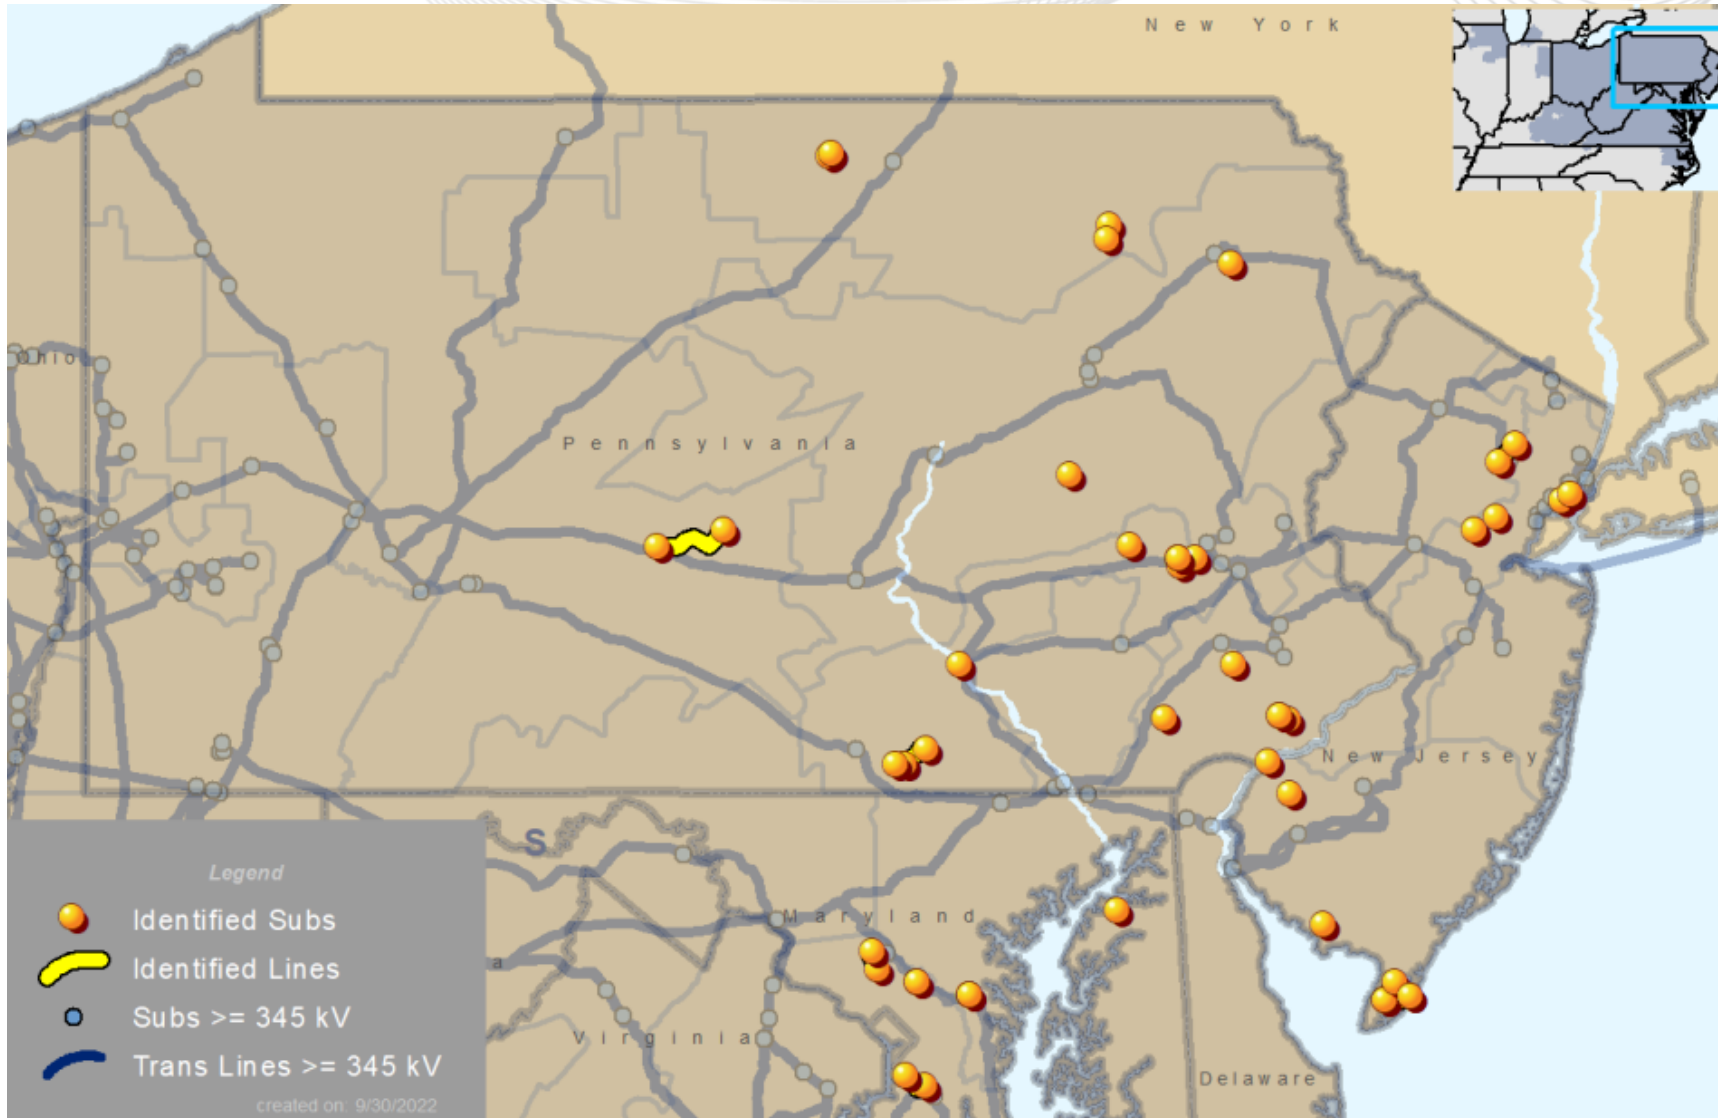 New York
Ohio
Pennsylvania
New Jersey
S
Legend
Identified Subs
Maryland
Identified Lines
a
Subs >= 345 kV
Virginia
Trans Lines >= 345 kV
Delaware
created on: 9/30/2022